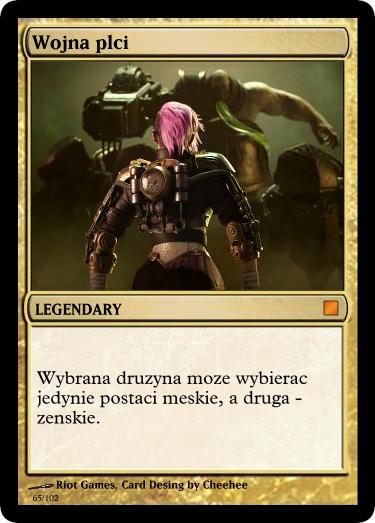 Wojna plci
LEGENDARY
Wybrana druzyna moze wybierac
jedynie postaci meskie, a druga -
zenskie.
Riot Games, Card Desing by Cheehee
65/102